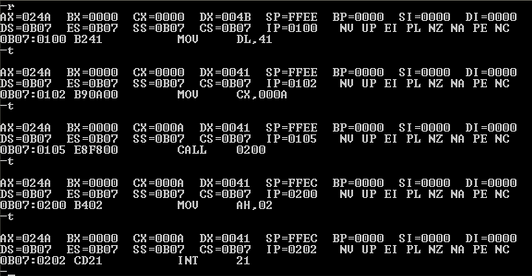 -r
AX=024A BX=0000 CX=0000 DX=004B SP=FFEE BP=0000 SI=0000 DI=0000
DS=0B07 ES=0B07 SS=0B07 CS=0B07 IP=0100 NV UP EI PL NZ NA PE NC
0B07:0100 B241 MOV DL,41
-t
AX=024A BX=0000 CX=0000 DX=0041 SP=FFEE BP=0000 SI=0000 DI=0000
DS=0B07 ES=0B07 SS=0B07 CS=0B07 IP=0102 NV UP EI PL NZ NA PE NC
0B07:0102 B90A00 MOV CX,000A
-t
AX=024A BX=0000 CX=000A DX=0041 SP=FFEE BP=0000 SI=0000 DI=0000
DS=0B07 ES=0B07 SS=0B07 CS=0B07 IP=0105 NV UP EI PL NZ NA PE NC
0B07:0105 E8F800 CALL 0200
-t
AX=024A BX=0000 CX=000A DX=0041 SP=FFEC BP=0000 SI=0000 DI=0000
DS=0B07 ES=0B07 SS=0B07 CS=0B07 IP=0200 NV UP EI PL NZ NA PE NC
0B07:0200 B402 MOV AH,02
-t
AX=024A BX=0000 CX=000A DX=0041 SP=FFEC BP=0000 SI=0000 DI=0000
DS=0B07 ES=0B07 SS=0B07 CS=0B07 IP=0202 NV UP EI PL NZ NA PE NC
0B07:0202 CD21 INT 21
-